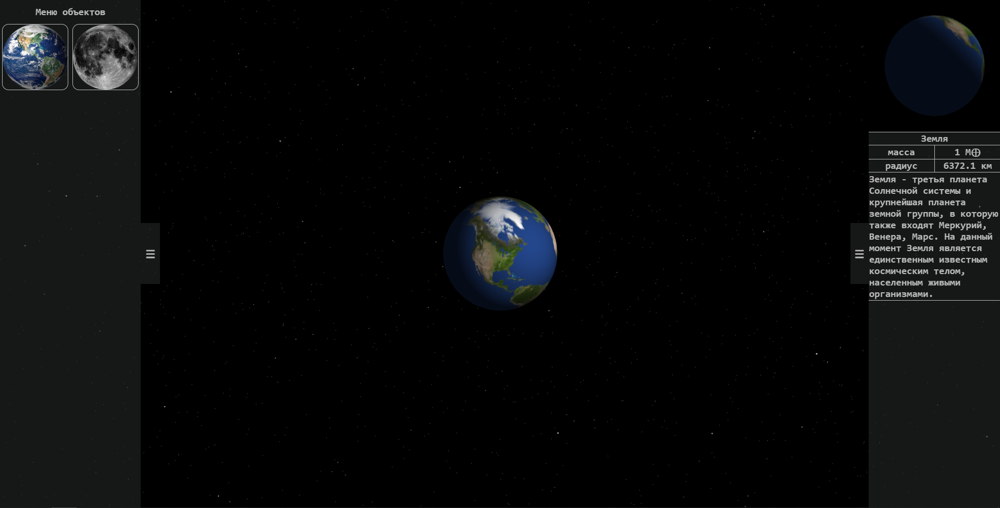 Меню объектов
Земля
масса 1 M⨁
радиус 6372.1 км
Земля - третья планета
Солнечной системы и
крупнейшая планета
земной группы, в которую
также входят Меркурий,
Венера, Марс. На данный
момент Земля является
единственным известным
космическим телом,
населенным живыми
организмами.